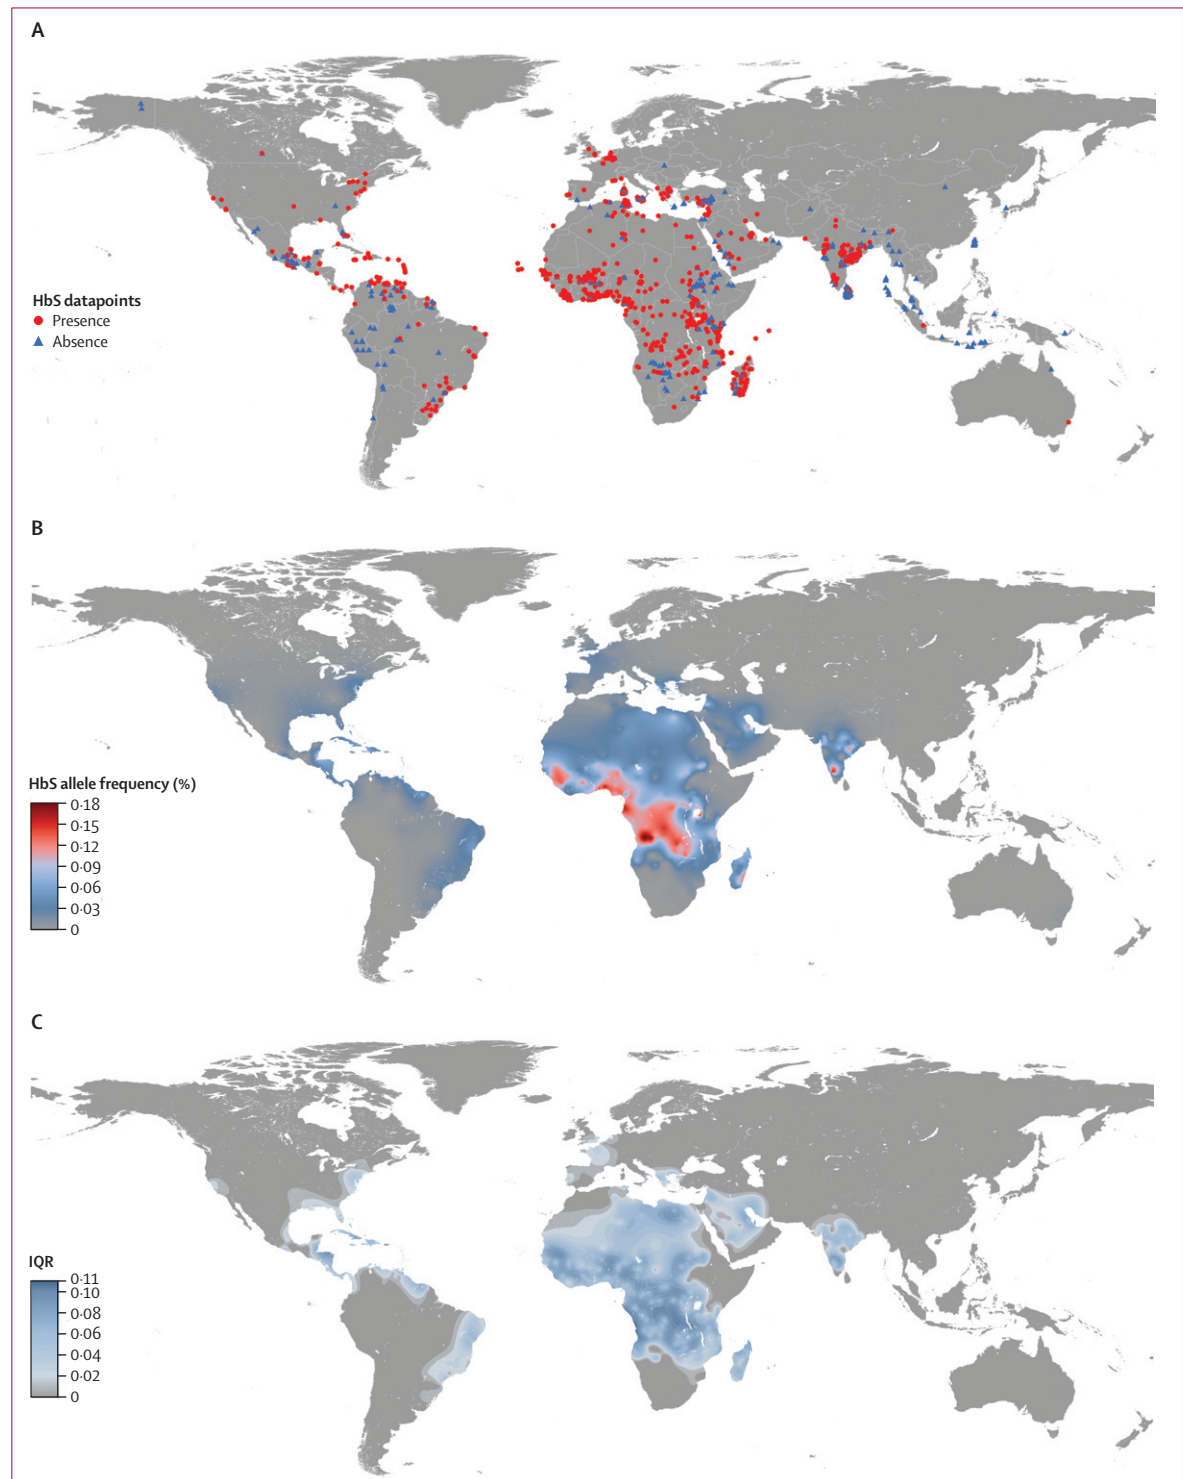 A
HbS datapoints
Presence
Absence
B
HbS allele frequency (%)
0·18
0·15
0·12
0·09
0·06
0·03
0
C
IQR
0·11
0·10
0·08
0·06
0·04
0·02
0